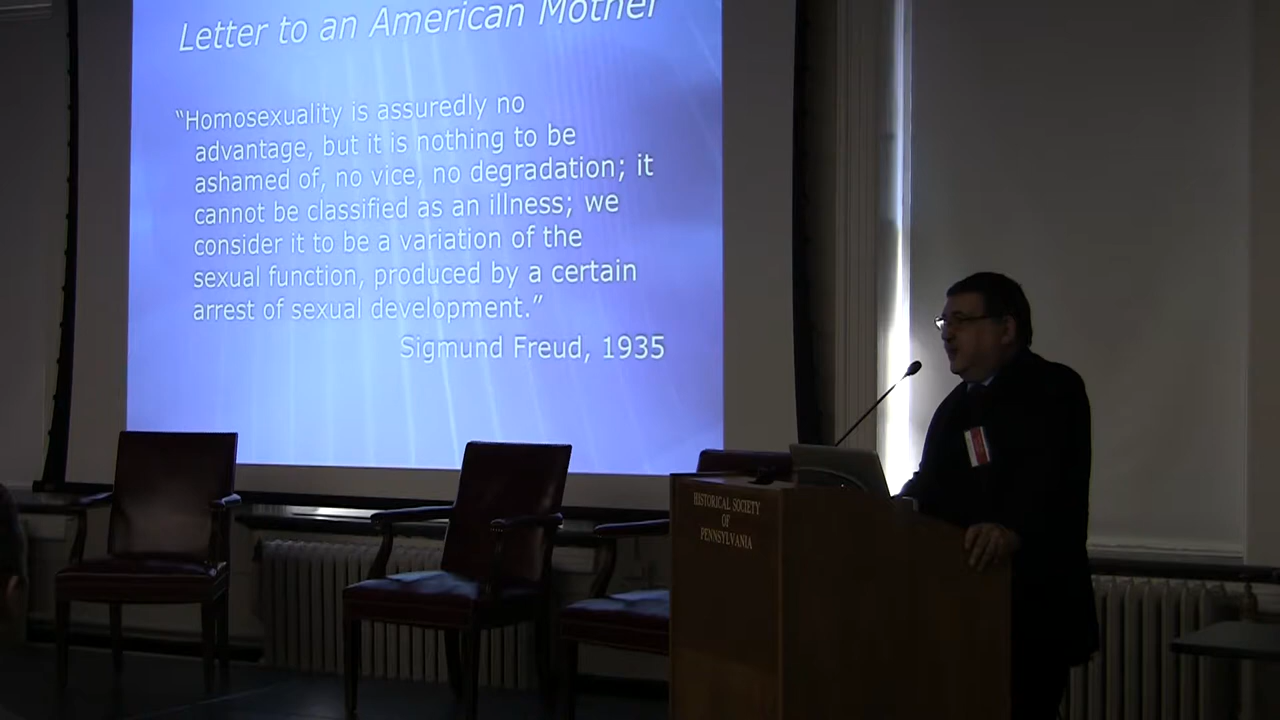 Letter to an American Mother
“Homosexuality is assuredly no
advantage, but it is nothing to be
ashamed of, no vice, no degradation; it
cannot be classified as an illness; we
consider it to be a variation of the
sexual function, produced by a certain
arrest of sexual development.”
Sigmund Freud, 1935
HISTORICAL SOCIETY
OF
PENNSYLVANIA